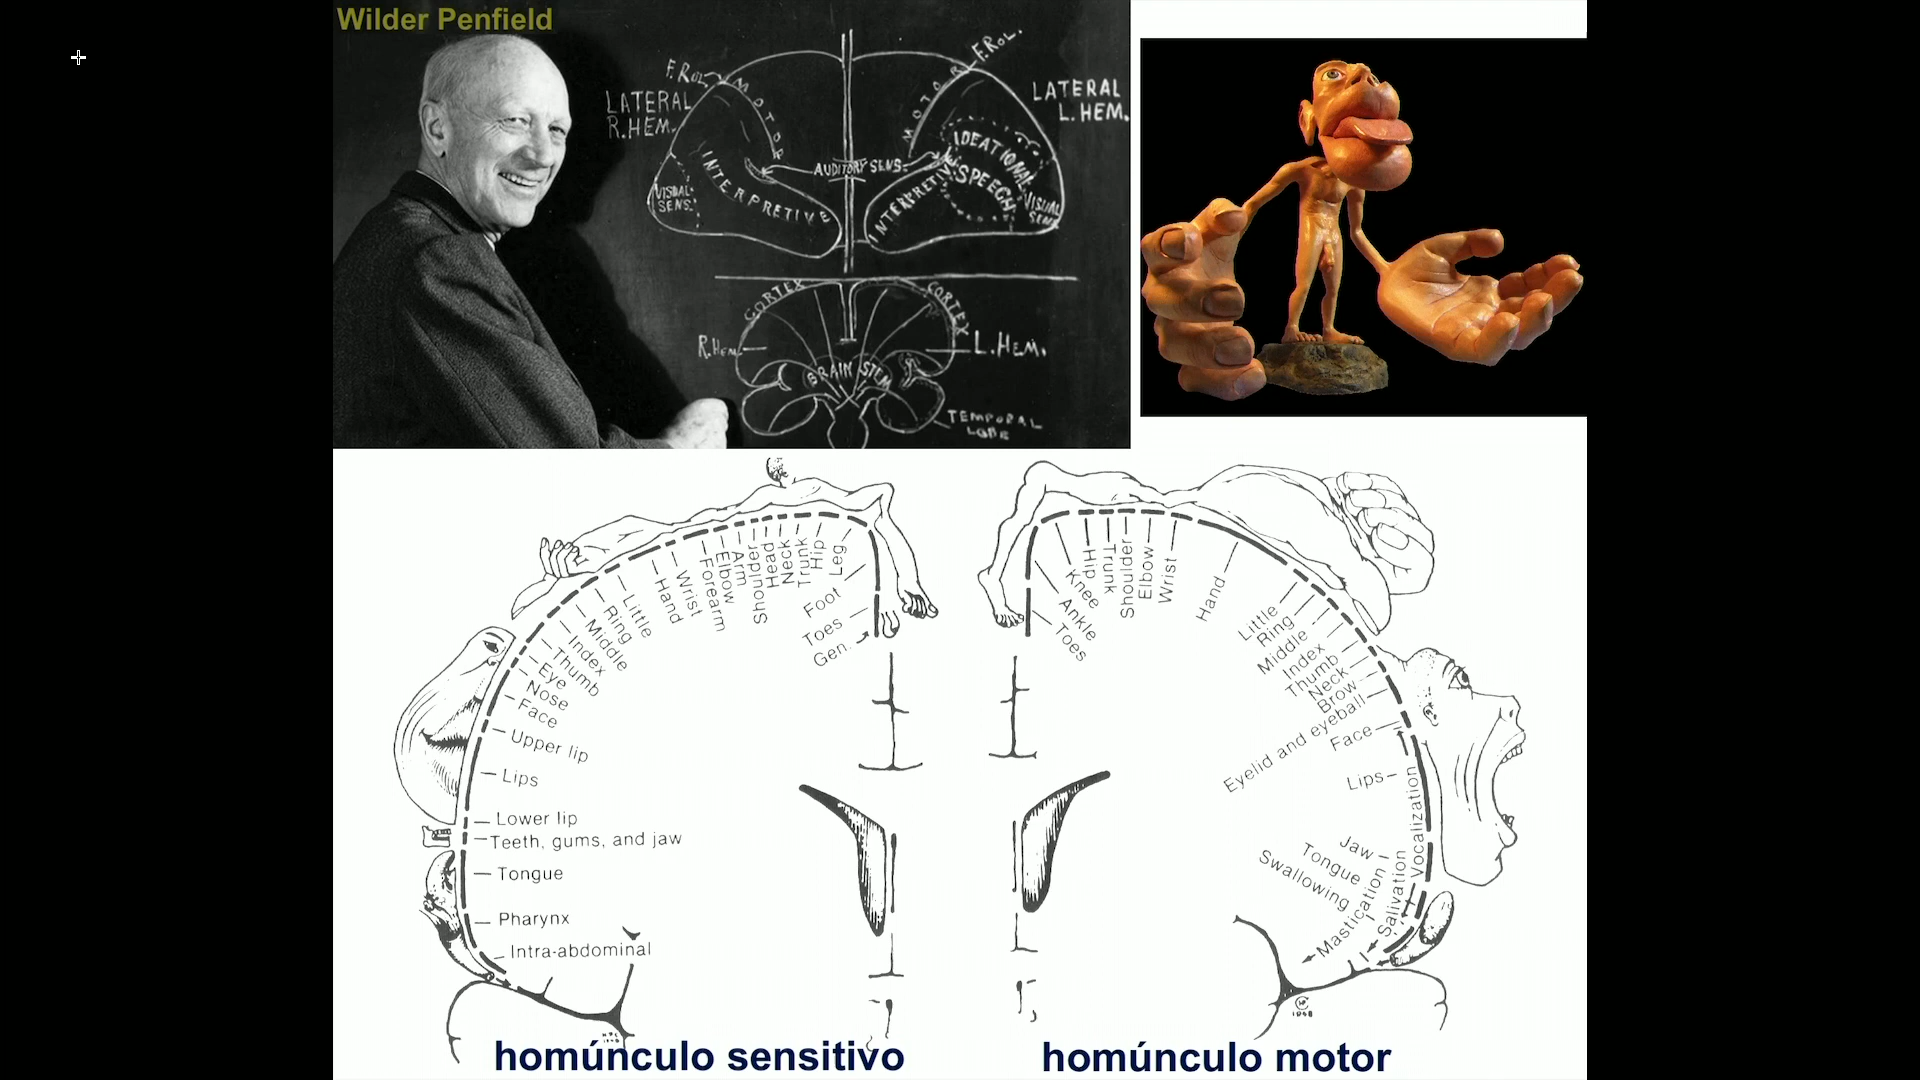 Wilder Penfield
F.ROL.
F.ROL.
LATERAL
R.HEM.
LATERAL
L.HEM.
MOTOR
MOTOR
AUDITORY SENS.
IDEATIONAL
SPEECH
INTERPRETIVE
INTERPRETIVE
VISUAL
SENS.
VISUAL
SENS.
CORTEX
CORTEX
R.HEM.
L.HEM.
BRAIN STEM
TEMPORAL
LOBE
Gen.
Toes
Foot
Leg
Hip
Trunk
Neck
Head
Shoulder
Arm
Elbow
Forearm
Wrist
Hand
Little
Ring
Middle
Index
Thumb
Eye
Nose
Face
Upper lip
Lips
Lower lip
Teeth, gums, and jaw
Tongue
Pharynx
Intra-abdominal
Toes
Ankle
Knee
Hip
Trunk
Shoulder
Elbow
Wrist
Hand
Little
Ring
Middle
Index
Thumb
Neck
Brow
Eyelid and eyeball
Face
Lips
Vocalization
Jaw
Tongue
Swallowing
Mastication
Salivation
1948
homúnculo sensitivo
homúnculo motor